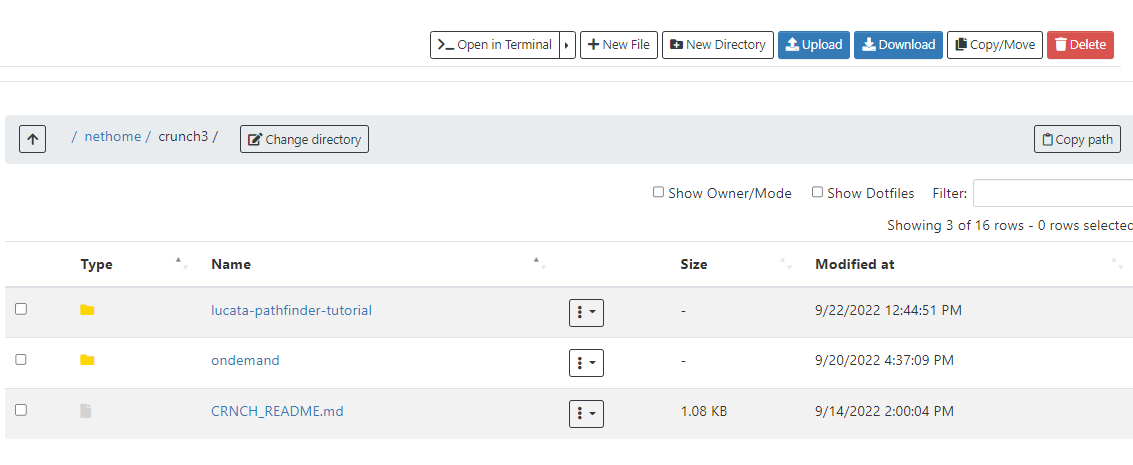 Open in Terminal New File New Directory Upload Download Copy/Move Delete
/ nethome / crunch3 / Change directory Copy path
Show Owner/Mode Show Dotfiles Filter:
Showing 3 of 16 rows - 0 rows selected
Type Name Size Modified at
lucata-pathfinder-tutorial - 9/22/2022 12:44:51 PM
ondemand - 9/20/2022 4:37:09 PM
CRNCH_README.md 1.08 KB 9/14/2022 2:00:04 PM